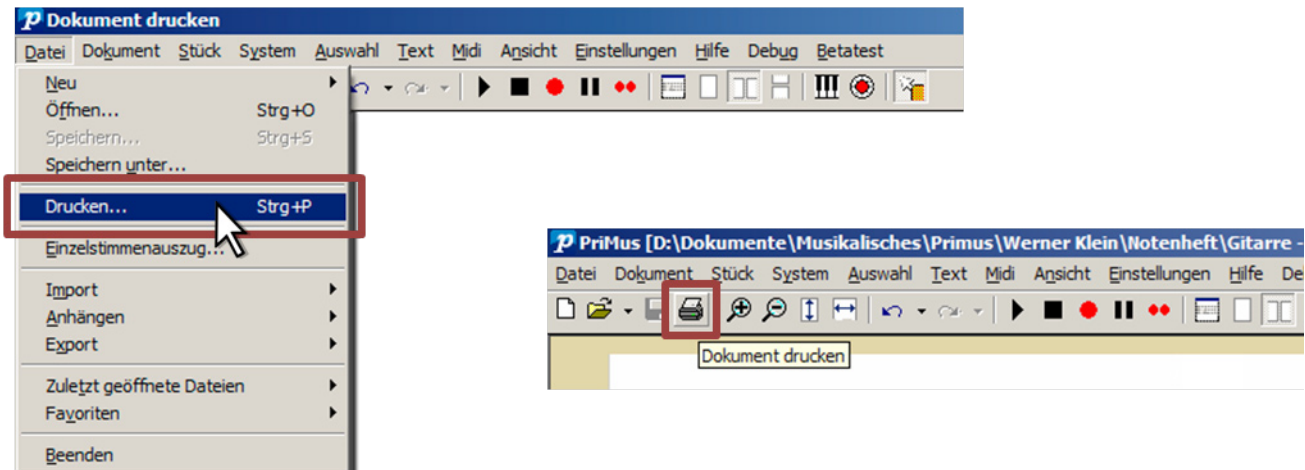 Dokument drucken
Datei Dokument Stück System Auswahl Text Midi Ansicht Einstellungen Hilfe Debug Betatest
Neu
Öffnen... Strg+O
Speichern... Strg+S
Speichern unter...
Drucken... Strg+P
Einzelstimmenauszug...
Import
Anhängen
Export
Zuletzt geöffnete Dateien
Favoriten
Beenden
PriMus [D:\Dokumente\Musikalisches\Primus\Werner Klein\Notenheft\Gitarre -
Datei Dokument Stück System Auswahl Text Midi Ansicht Einstellungen Hilfe De
Dokument drucken